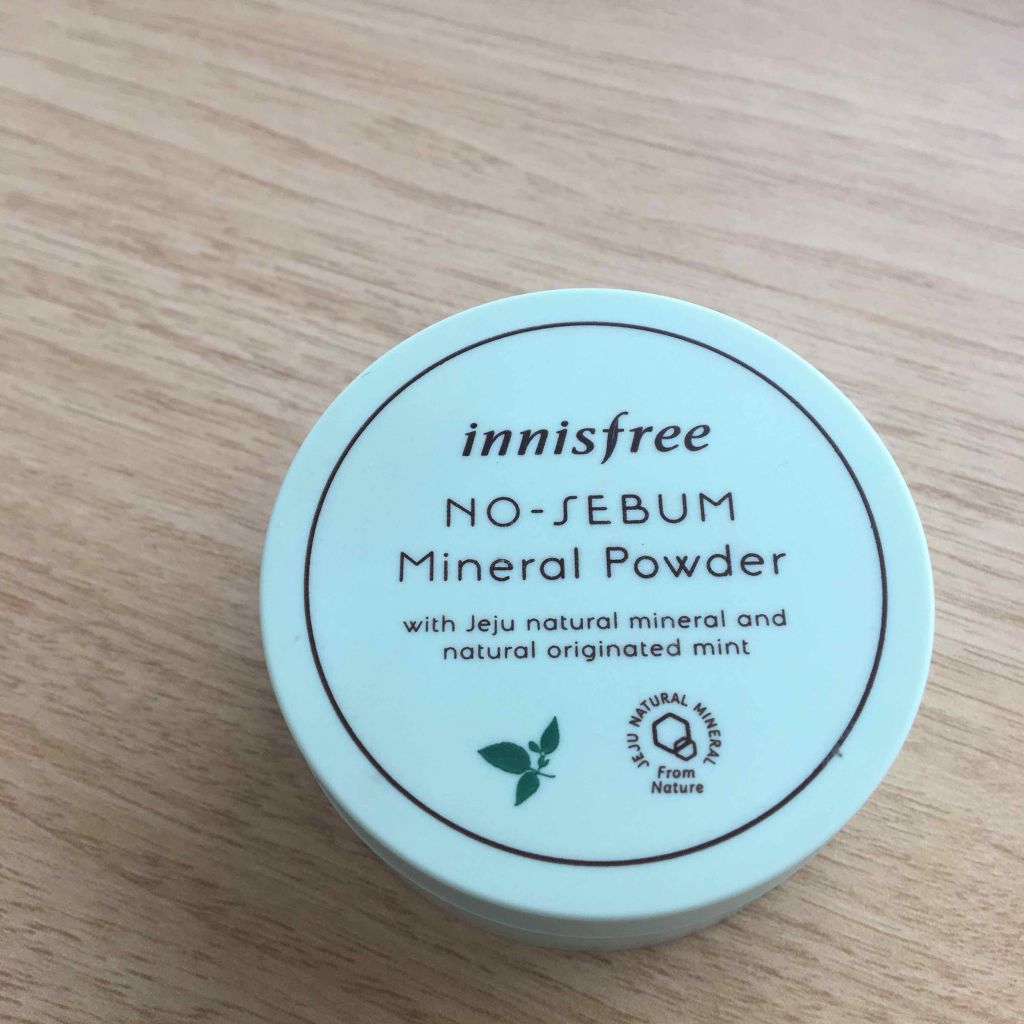 innisfree
NO-SEBUM
Mineral Powder
with Jeju natural mineral and
natural originated mint
JEJU NATURAL MINERAL
From
Nature